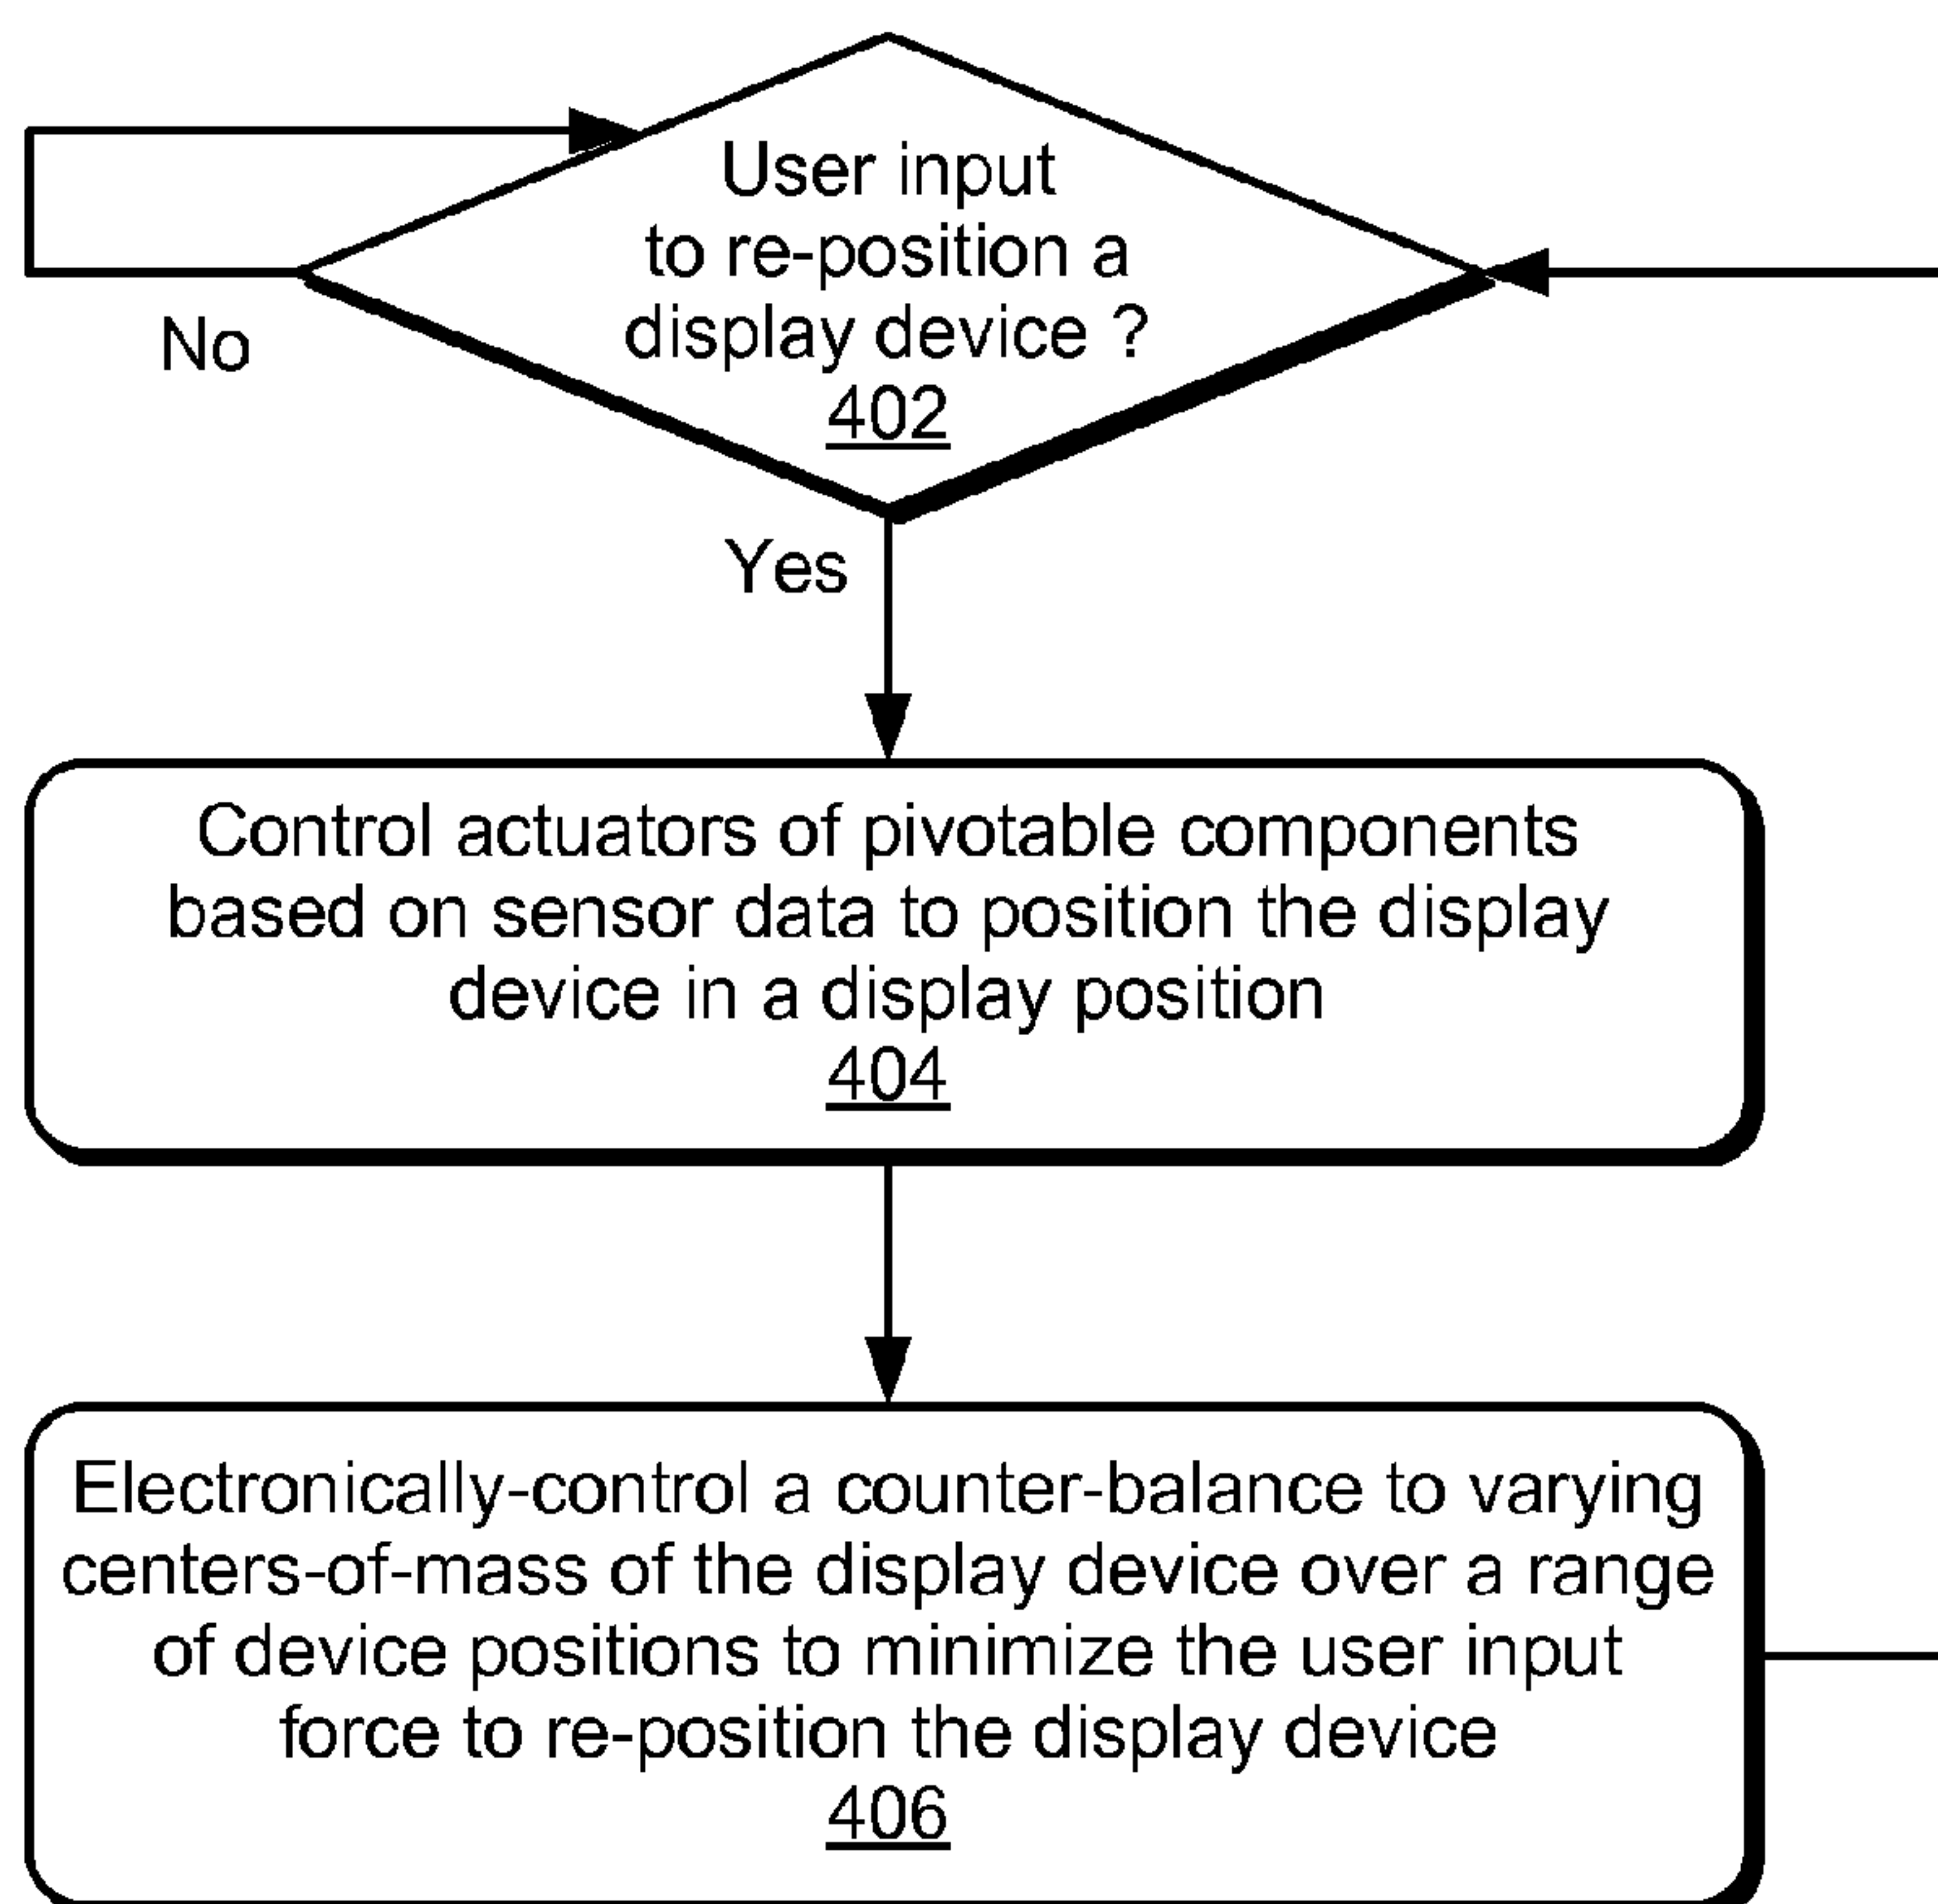 User input
to re-position a
display device ?
402
No
Yes
Control actuators of pivotable components
based on sensor data to position the display
device in a display position
404
Electronically-control a counter-balance to varying
centers-of-mass of the display device over a range
of device positions to minimize the user input
force to re-position the display device
406